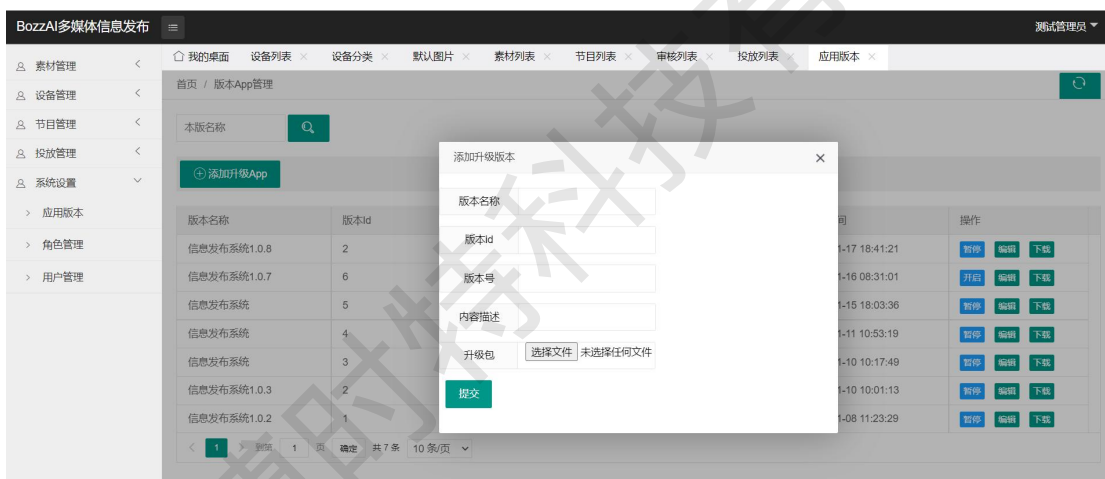 BozzAI多媒体信息发布
测试管理员
素材管理
设备管理
节目管理
投放管理
系统设置
应用版本
角色管理
用户管理
我的桌面 设备列表 设备分类 默认图片 素材列表 节目列表 审核列表 投放列表 应用版本
首页 / 版本App管理
本版名称
添加升级App
版本名称 版本Id 间 操作
信息发布系统1.0.8 2 1-17 18:41:21 暂停 编辑 下载
信息发布系统1.0.7 6 1-16 08:31:01 开启 编辑 下载
信息发布系统 5 1-15 18:03:36 暂停 编辑 下载
信息发布系统 4 1-11 10:53:19 暂停 编辑 下载
信息发布系统 3 1-10 10:17:49 暂停 编辑 下载
信息发布系统1.0.3 2 1-10 10:01:13 暂停 编辑 下载
信息发布系统1.0.2 1 1-08 11:23:29 暂停 编辑 下载
1 到第 1 页 确定 共7条 10条/页
添加升级版本
版本名称
版本id
版本号
内容描述
升级包 选择文件 未选择任何文件
提交
时特科技有